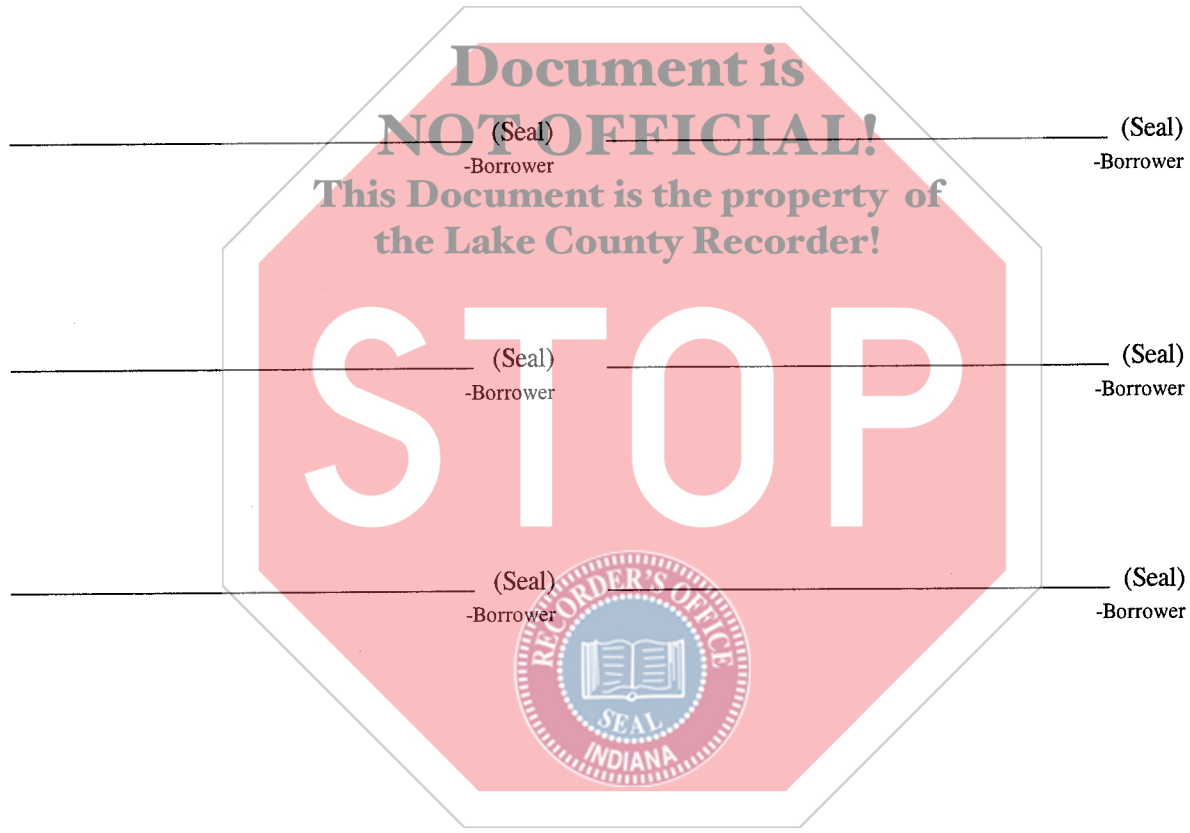 Document is
NOT OFFICIAL!
(Seal) (Seal)
-Borrower -Borrower
This Document is the property of
the Lake County Recorder!
STOP
(Seal) (Seal)
-Borrower -Borrower
(Seal) (Seal)
-Borrower -Borrower
RECORDER'S OFFICE
SEAL
INDIANA